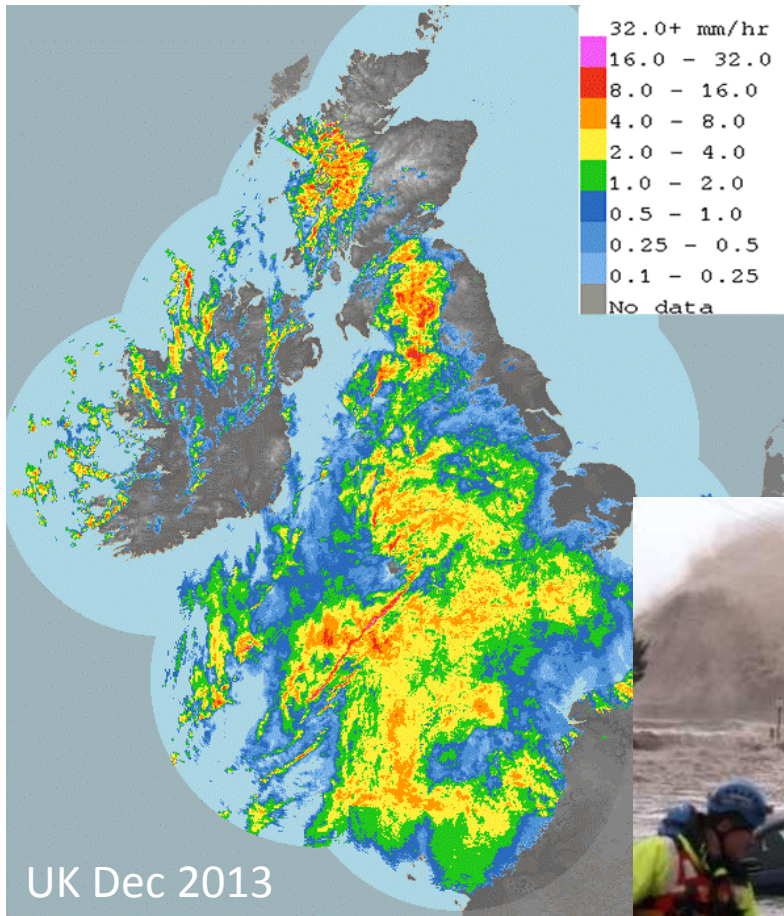 32.0+ mm/hr
16.0 - 32.0
8.0 - 16.0
4.0 - 8.0
2.0 - 4.0
1.0 - 2.0
0.5 - 1.0
0.25 - 0.5
0.1 - 0.25
No data
UK Dec 2013